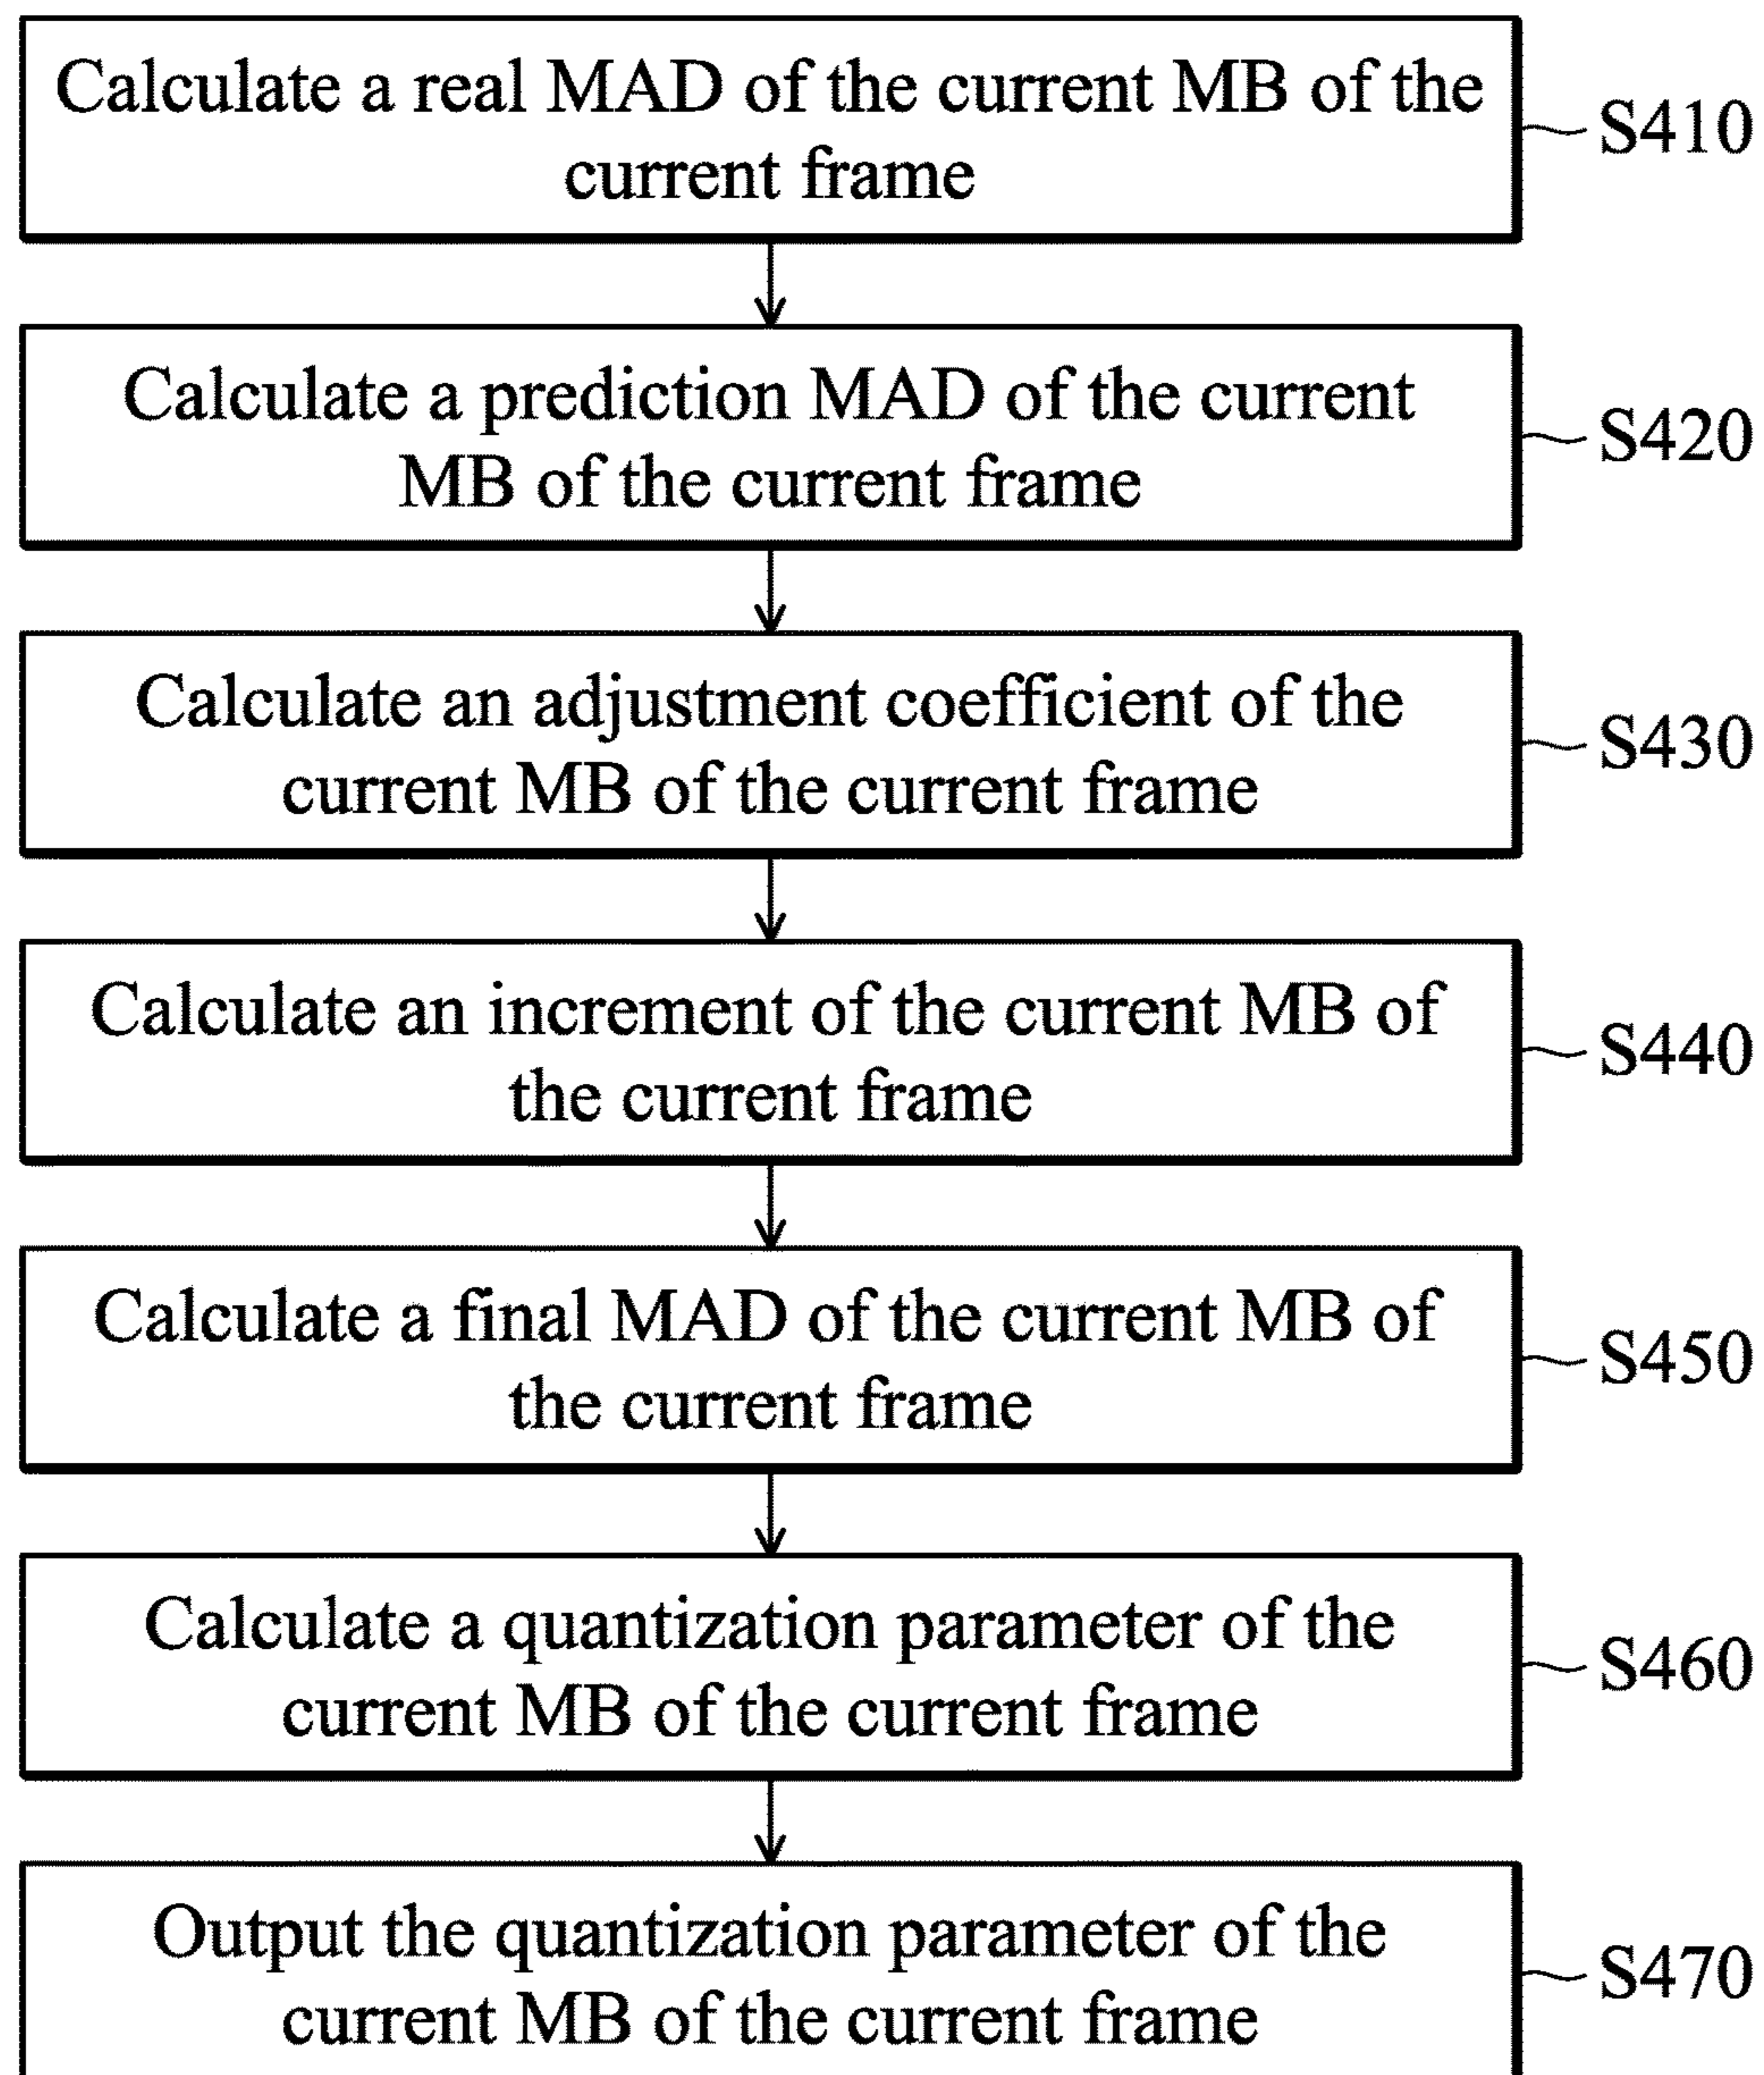 Calculate a real MAD of the current MB of the
current frame
S410
Calculate a prediction MAD of the current
MB of the current frame
S420
Calculate an adjustment coefficient of the
current MB of the current frame
S430
Calculate an increment of the current MB of
the current frame
S440
Calculate a final MAD of the current MB of
the current frame
S450
Calculate a quantization parameter of the
current MB of the current frame
S460
Output the quantization parameter of the
current MB of the current frame
S470